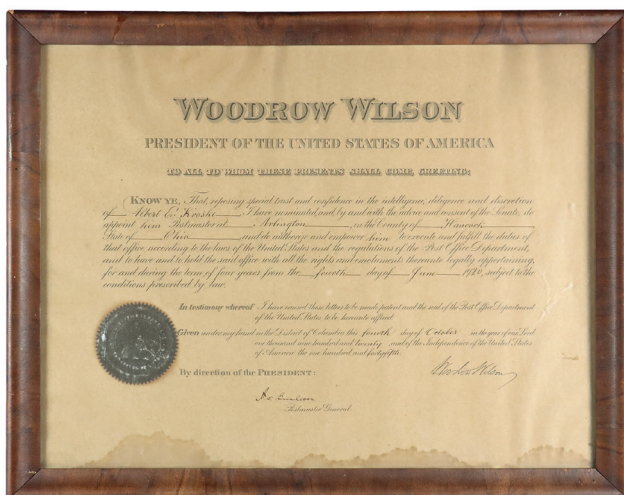 WOODROW WILSON
PRESIDENT OF THE UNITED STATES OF AMERICA
TO ALL TO WHOM THESE PRESENTS SHALL COME, GREETING:
KNOW YE, That, reposing special trust and confidence in the intelligence, diligence and discretion
of Albert E. I have nominated, and, by and with the advice and consent of the Senate, do
appoint him Postmaster at Arlington, in the County of Hancock
State of Ohio and do authorize and empower him to execute and fulfill the duties of
that office according to the laws of the United States and the regulations of the Post Office Department,
and to have and to hold the said office with all the rights and emoluments thereunto legally appertaining,
for and during the term of four years from the fourth day of June 1920, subject to the
conditions prescribed by law.
In testimony whereof I have caused these letters to be made patent and the seal of the Post Office Department
of the United States to be hereunto affixed.
Given under my hand in the District of Columbia this fourth day of October in the year of our Lord
one thousand nine hundred and twenty and of the Independence of the United States
of America the one hundred and forty fifth.
By direction of the PRESIDENT:
Woodrow Wilson
Postmaster General